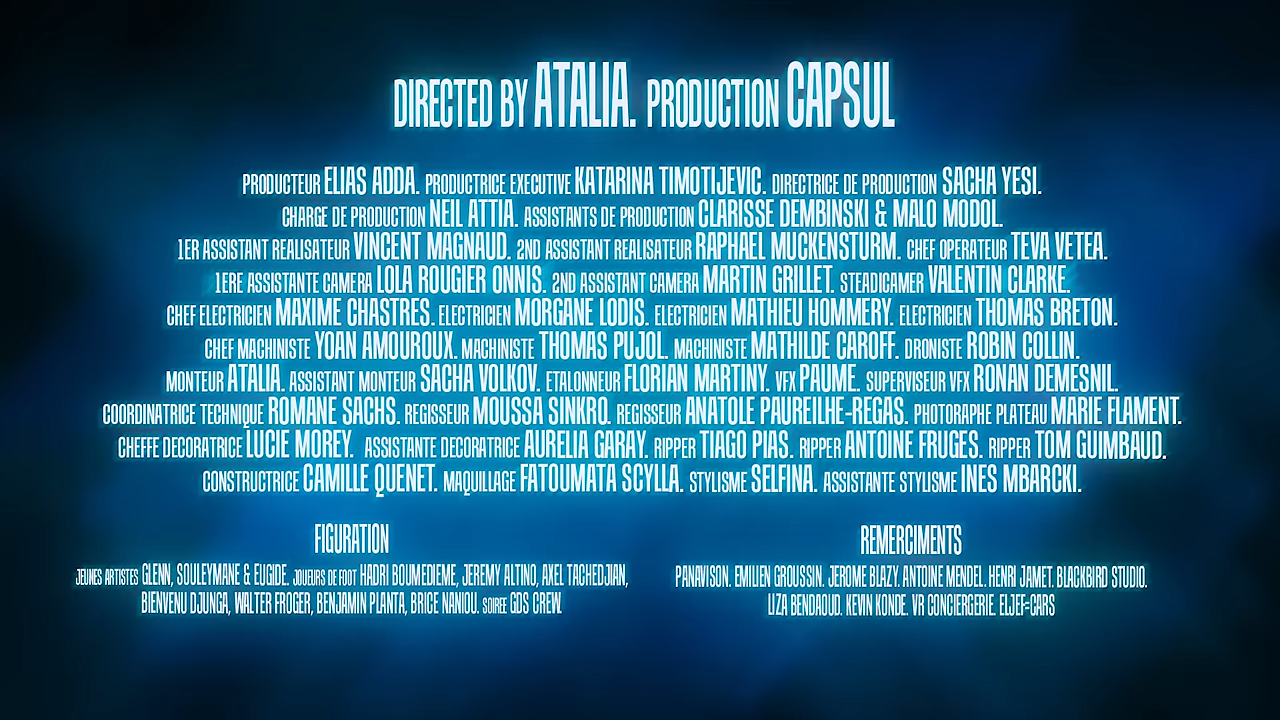 DIRECTED BY ATALIA. PRODUCTION CAPSUL
PRODUCTEUR ELIAS ADDA. PRODUCTRICE EXECUTIVE KATARINA TIMOTIJEVIC. DIRECTRICE DE PRODUCTION SACHA YESI.
CHARGE DE PRODUCTION NEIL ATTIA. ASSISTANTS DE PRODUCTION CLARISSE DEMBINSKI & MALO MODOL.
1ER ASSISTANT REALISATEUR VINCENT MAGNAUD. 2ND ASSISTANT REALISATEUR RAPHAEL MUCKENSTURM. CHEF OPERATEUR TEVA VETEA.
1ERE ASSISTANTE CAMERA LOLA ROUGIER ONNIS. 2ND ASSISTANT CAMERA MARTIN GRILLET. STEADICAMER VALENTIN CLARKE.
CHEF ELECTRICIEN MAXIME CHASTRES. ELECTRICIEN MORGANE LODIS. ELECTRICIEN MATHIEU HOMMERY. ELECTRICIEN THOMAS BRETON.
CHEF MACHINISTE YOAN AMOUROUX. MACHINISTE THOMAS PUJOL. MACHINISTE MATHILDE CAROFF. DRONISTE ROBIN COLLIN.
MONTEUR ATALIA. ASSISTANT MONTEUR SACHA VOLKOV. ETALONNEUR FLORIAN MARTINY. VFX PAUME. SUPERVISEUR VFX RONAN DEMESNIL.
COORDINATRICE TECHNIQUE ROMANE SACHS. REGISSEUR MOUSSA SINKRO. REGISSEUR ANATOLE PAUREILHE-REGAS. PHOTORAPHE PLATEAU MARIE FLAMENT.
CHEFFE DECORATRICE LUCIE MOREY. ASSISTANTE DECORATRICE AURELIA GARAY. RIPPER TIAGO PIAS. RIPPER ANTOINE FRUGES. RIPPER TOM GUIMBAUD.
CONSTRUCTRICE CAMILLE QUENET. MAQUILLAGE FATOUMATA SCYLLA. STYLISME SELFINA. ASSISTANTE STYLISME INES MBARCKI.
FIGURATION
JEUNES ARTISTES GLENN, SOULEYMANE & EUGIDE. JOUEURS DE FOOT HADRI BOUMEDIEME, JEREMY ALTINO, AXEL TACHEDJIAN,
BIENVENU DJUNGA, WALTER FROGER, BENJAMIN PLANTA, BRICE NANIOU. SOIREE GDS CREW.
REMERCIMENTS
PANAVISON. EMILIEN GROUSSIN. JEROME BLAZY. ANTOINE MENDEL. HENRI JAMET. BLACKBIRD STUDIO.
LIZA BENDAOUD. KEVIN KONDE. VR CONCIERGERIE. ELJEF-CARS